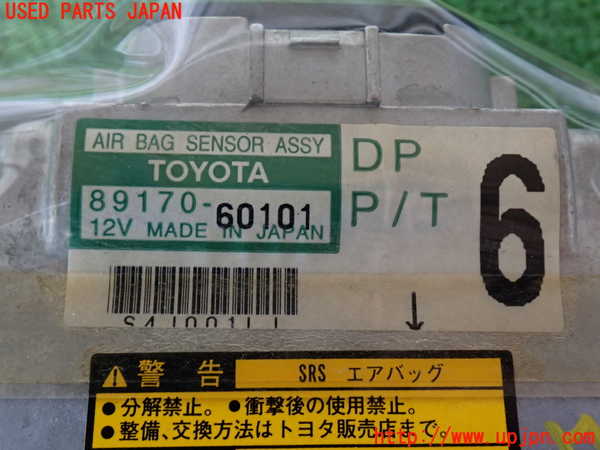 USED PARTS JAPAN
AIR BAG SENSOR ASSY
TOYOTA
89170-60101
12V MADE IN JAPAN
DP
P/T
6
警告
SRS エアバッグ
●分解禁止。●衝撃後の使用禁止。
●整備、交換方法はトヨタ販売店まで。
http://www.upjpn.com